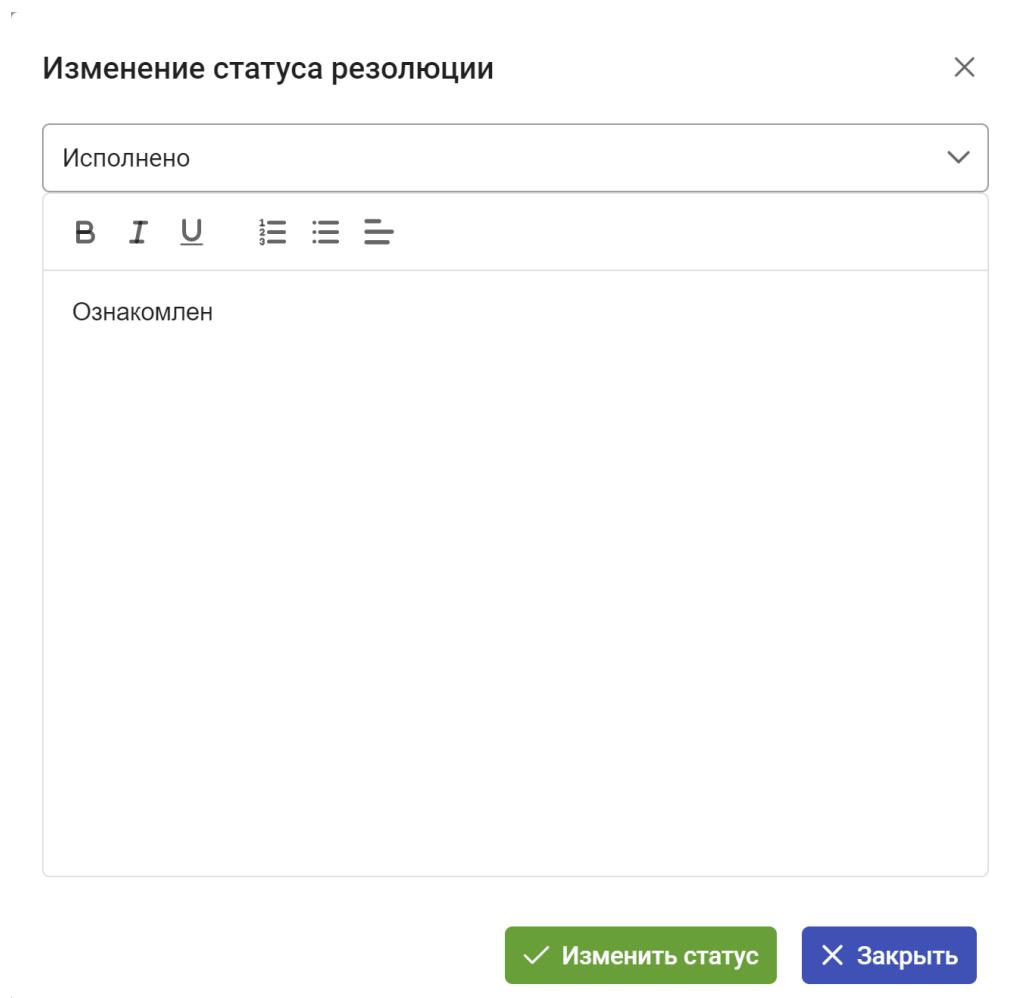 Изменение статуса резолюции
Исполнено
B I U
Ознакомлен
Изменить статус
Закрыть